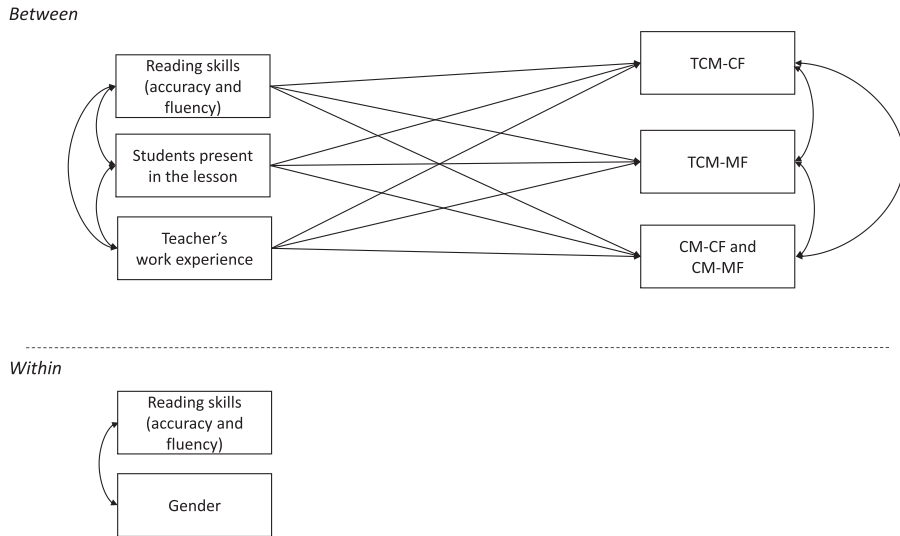 Between
Reading skills
(accuracy and
fluency)
Students present
in the lesson
Teacher’s
work experience
TCM-CF
TCM-MF
CM-CF and
CM-MF
Within
Reading skills
(accuracy and
fluency)
Gender